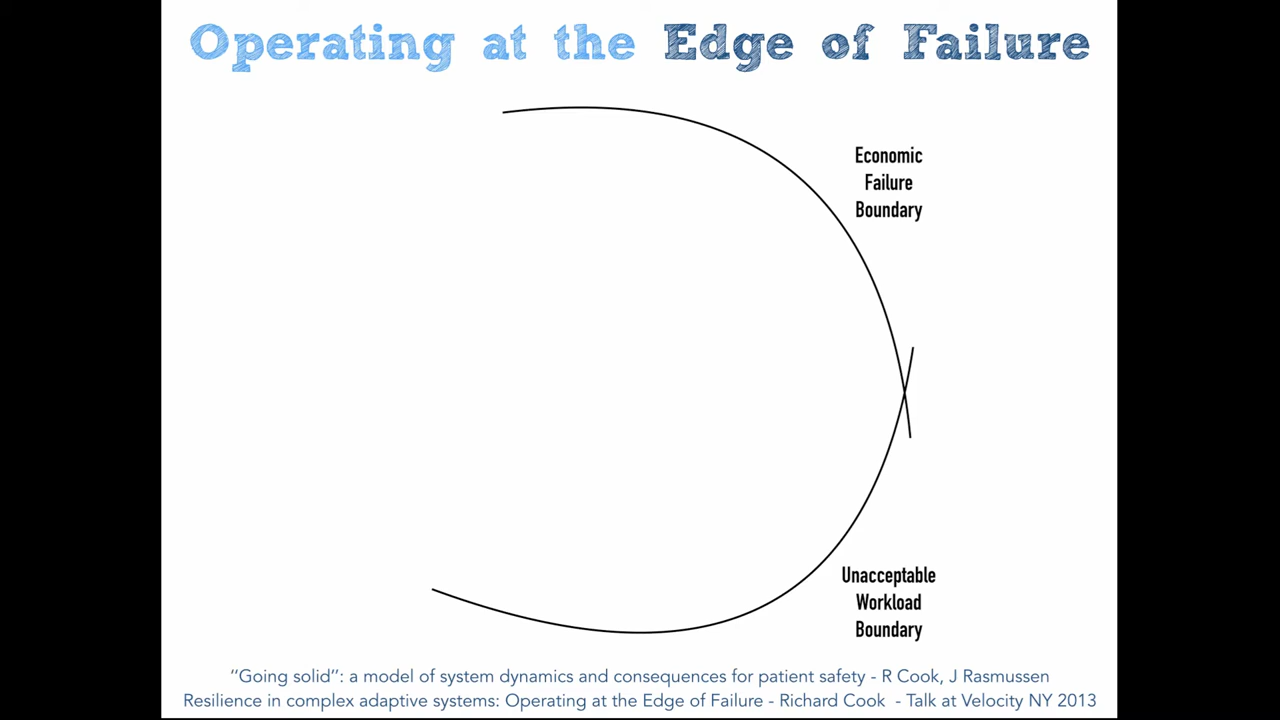 Operating at the Edge of Failure
Economic
Failure
Boundary
Unacceptable
Workload
Boundary
“Going solid”: a model of system dynamics and consequences for patient safety - R Cook, J Rasmussen
Resilience in complex adaptive systems: Operating at the Edge of Failure - Richard Cook - Talk at Velocity NY 2013